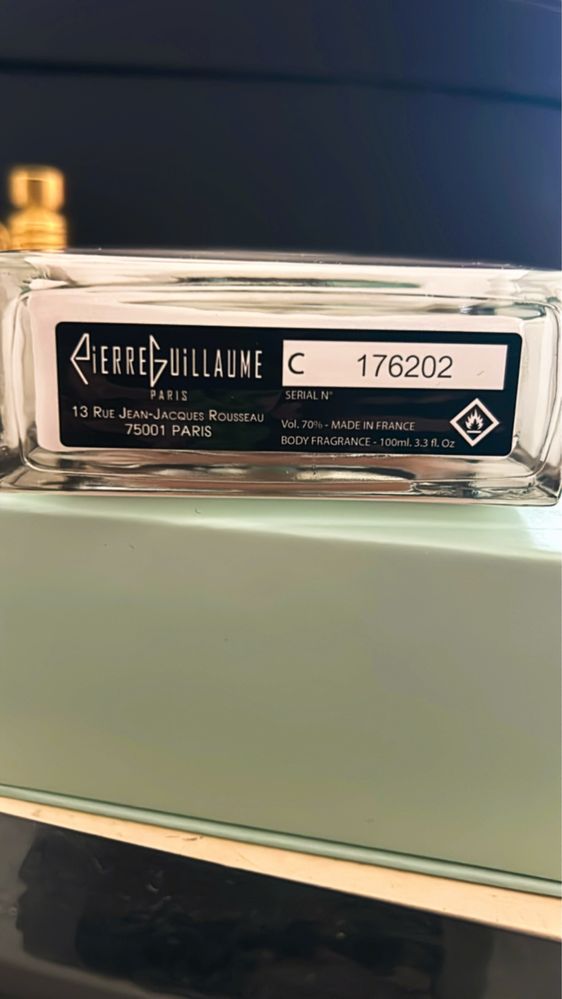 PIERREGUILLAUME
PARIS
13 RUE JEAN-JACQUES ROUSSEAU
75001 PARIS
C 176202
SERIAL N°
Vol. 70% - MADE IN FRANCE
BODY FRAGRANCE - 100ml. 3.3 fl. Oz